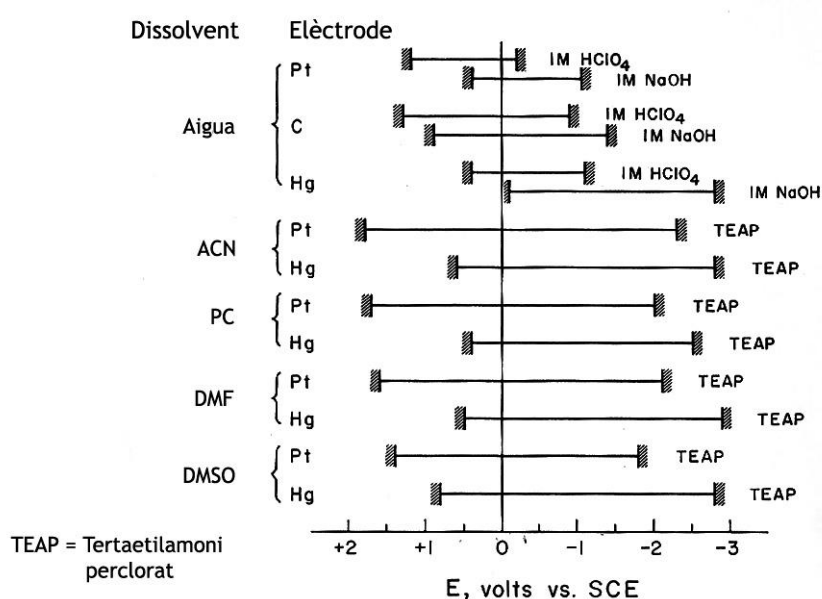 Dissolvent Elèctrode
Aigua
Pt
IM HClO4
IM NaOH
C
IM HClO4
IM NaOH
Hg
IM HClO4
IM NaOH
ACN
Pt
TEAP
Hg
TEAP
PC
Pt
TEAP
Hg
TEAP
DMF
Pt
TEAP
Hg
TEAP
DMSO
Pt
TEAP
Hg
TEAP
+2 +1 0 -1 -2 -3
E, volts vs. SCE
TEAP = Tertaetilamoni
perclorat